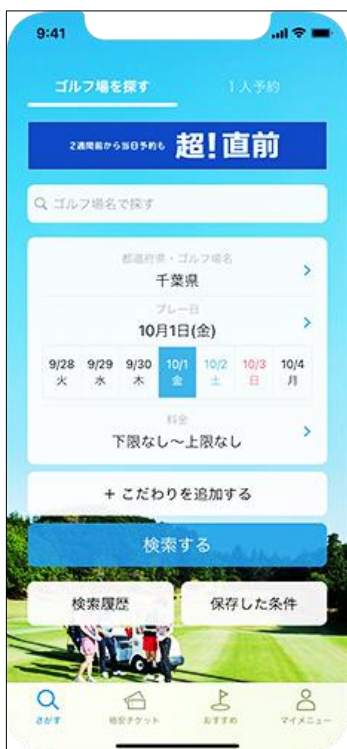 9:41
ゴルフ場を探す 1人予約
2週間前から当日予約も 超!直前
ゴルフ場名で探す
都道府県・ゴルフ場名
千葉県
プレー日
10月1日(金)
9/28 9/29 9/30 10/1 10/2 10/3 10/4
火 水 木 金 土 日 月
料金
下限なし〜上限なし
+ こだわりを追加する
検索する
検索履歴 保存した条件
さがす 格安チケット おすすめ マイメニュー